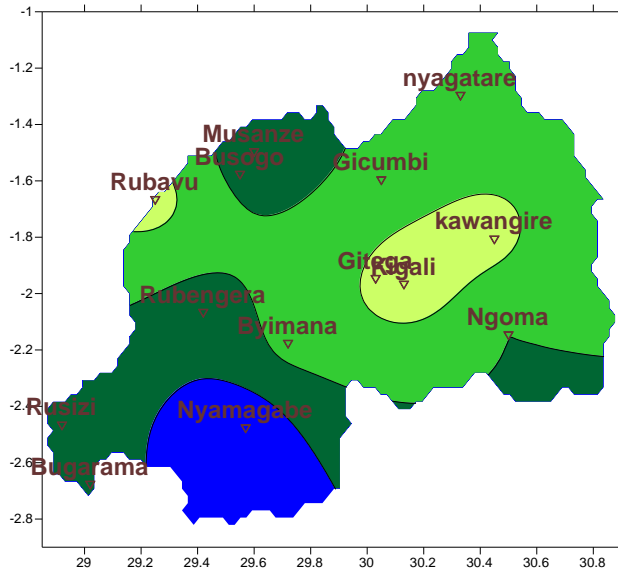 -1
-1.2
nyagatare
-1.4
Musanze
Busogo
Gicumbi
-1.6
Rubavu
-1.8
kawangire
Gitega
Kigali
-2
Rubengera
Byimana
Ngoma
-2.2
-2.4
Rusizi
Nyamagabe
-2.6
Bugarama
-2.8
29 29.2 29.4 29.6 29.8 30 30.2 30.4 30.6 30.8